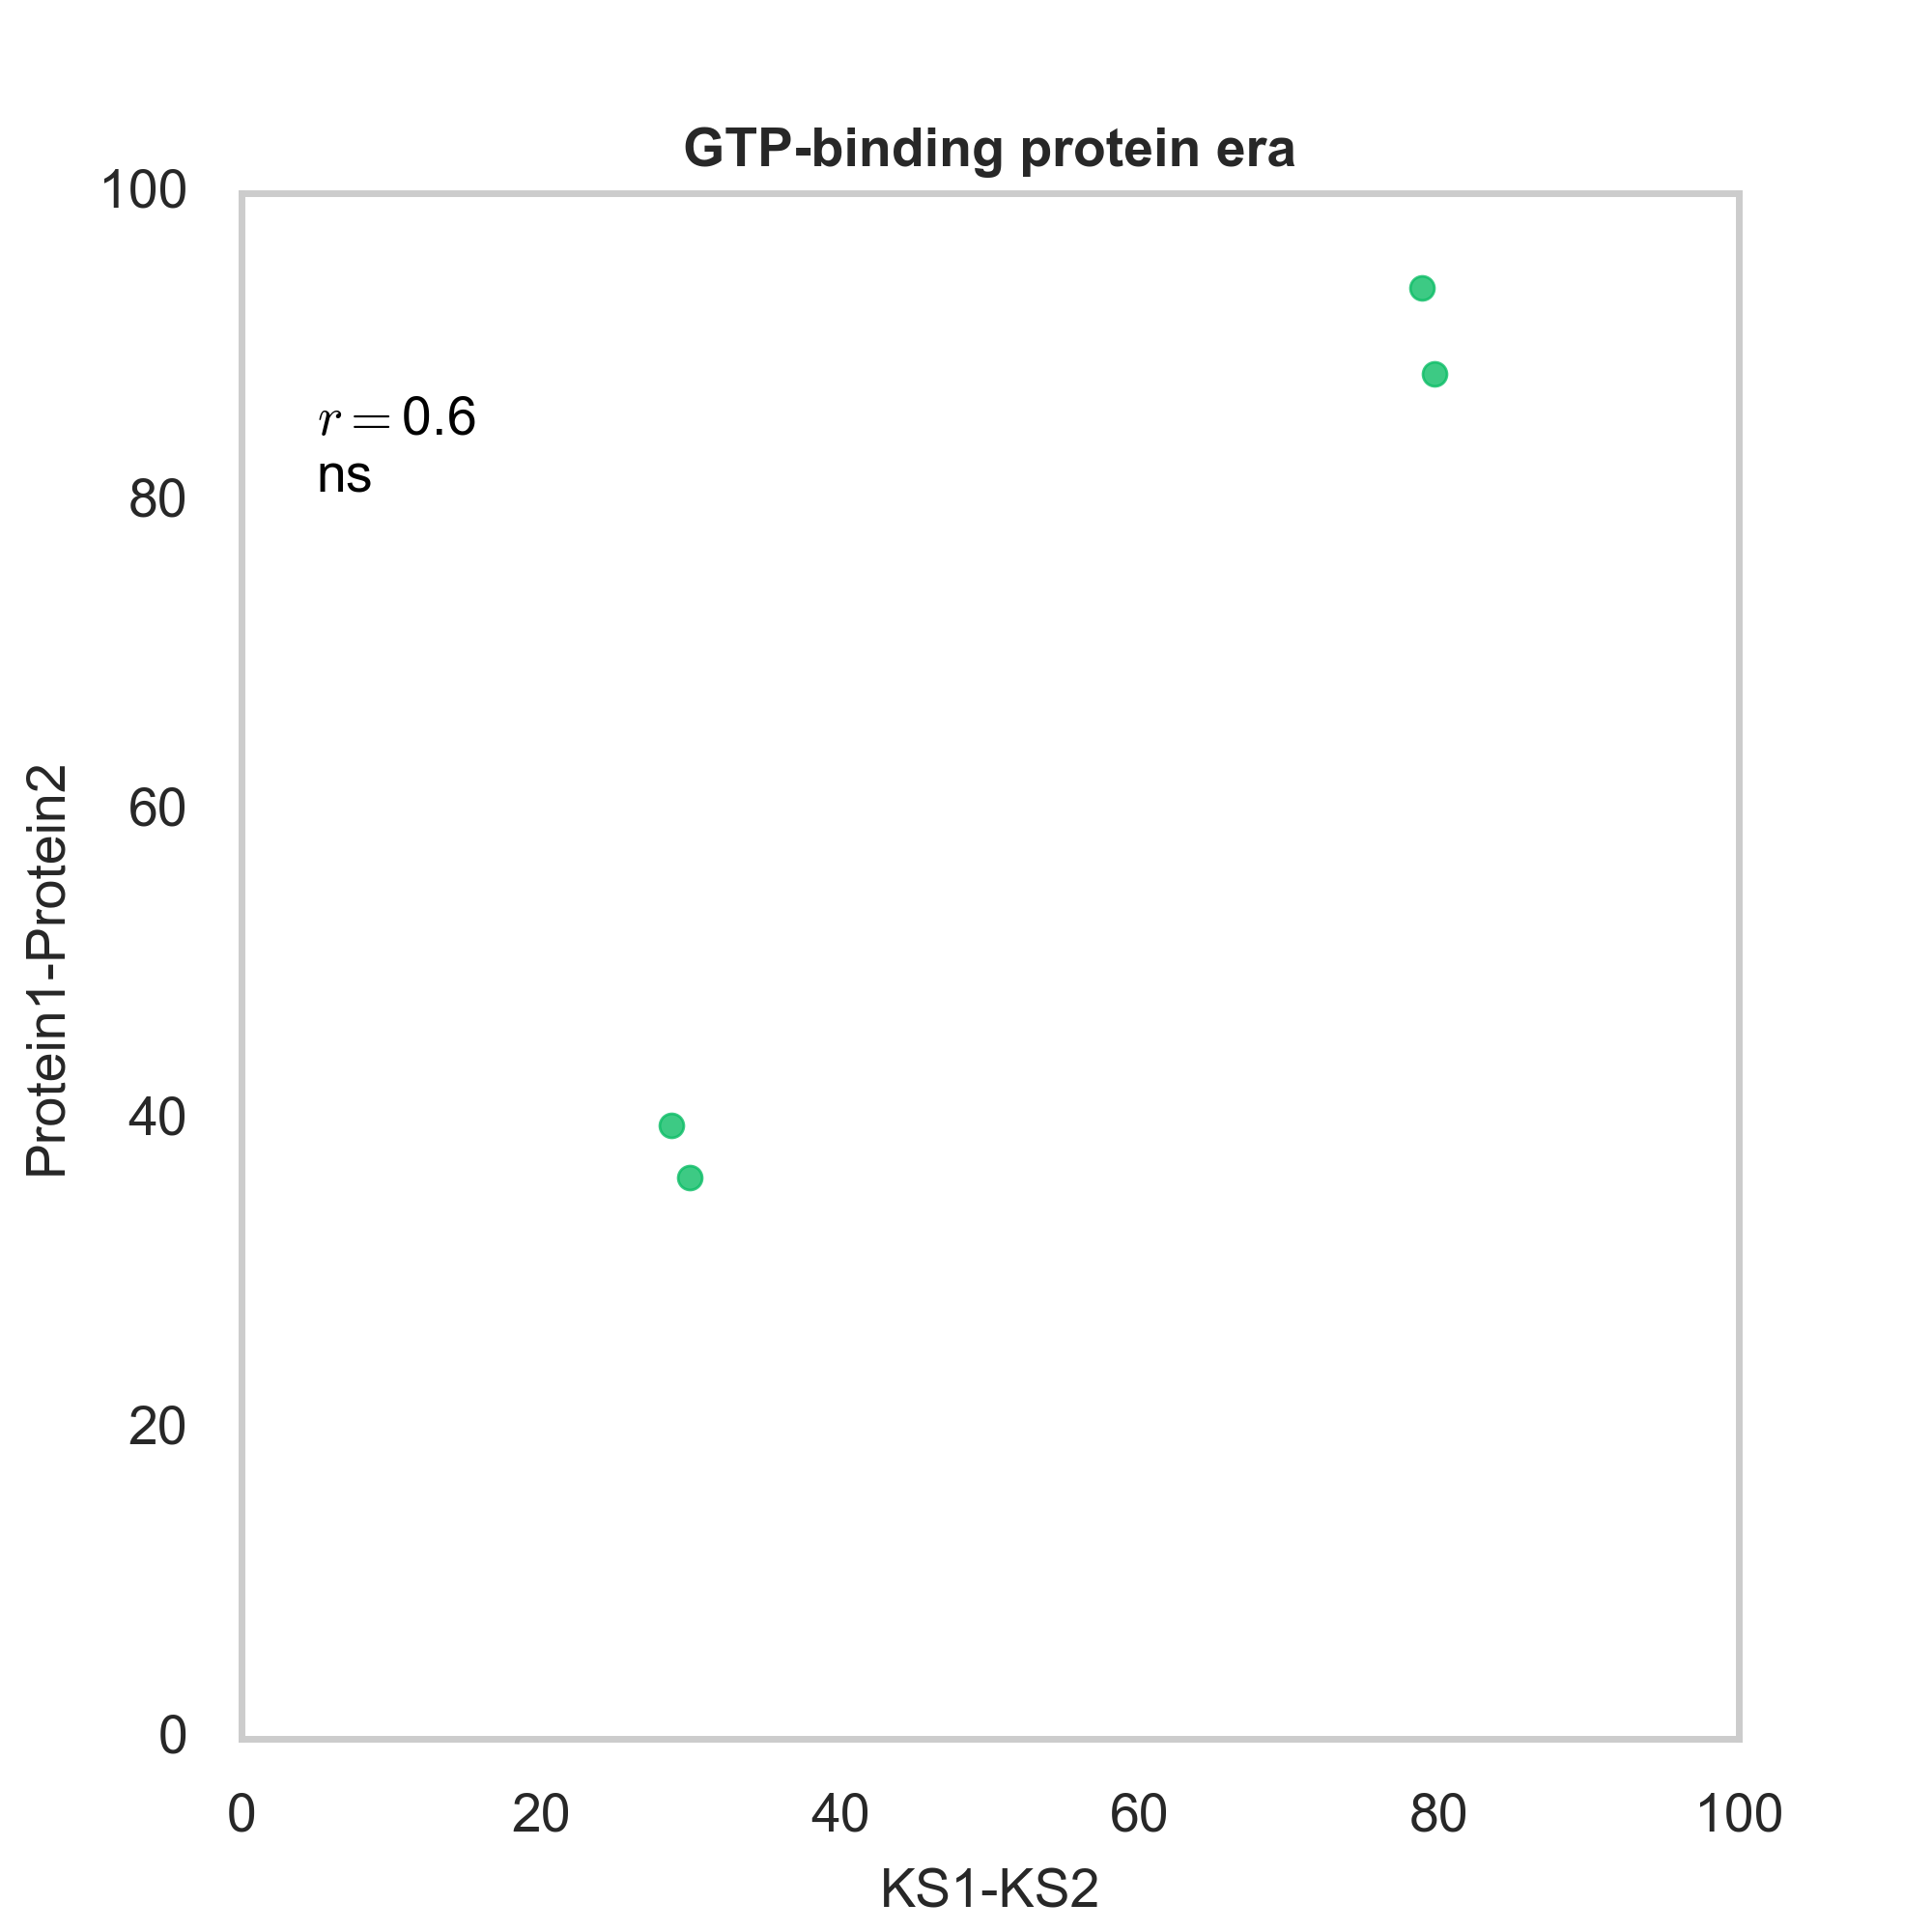 GTP-binding protein era
100
80
60
40
20
0
r = 0.6
ns
Protein1-Protein2
0 20 40 60 80 100
KS1-KS2